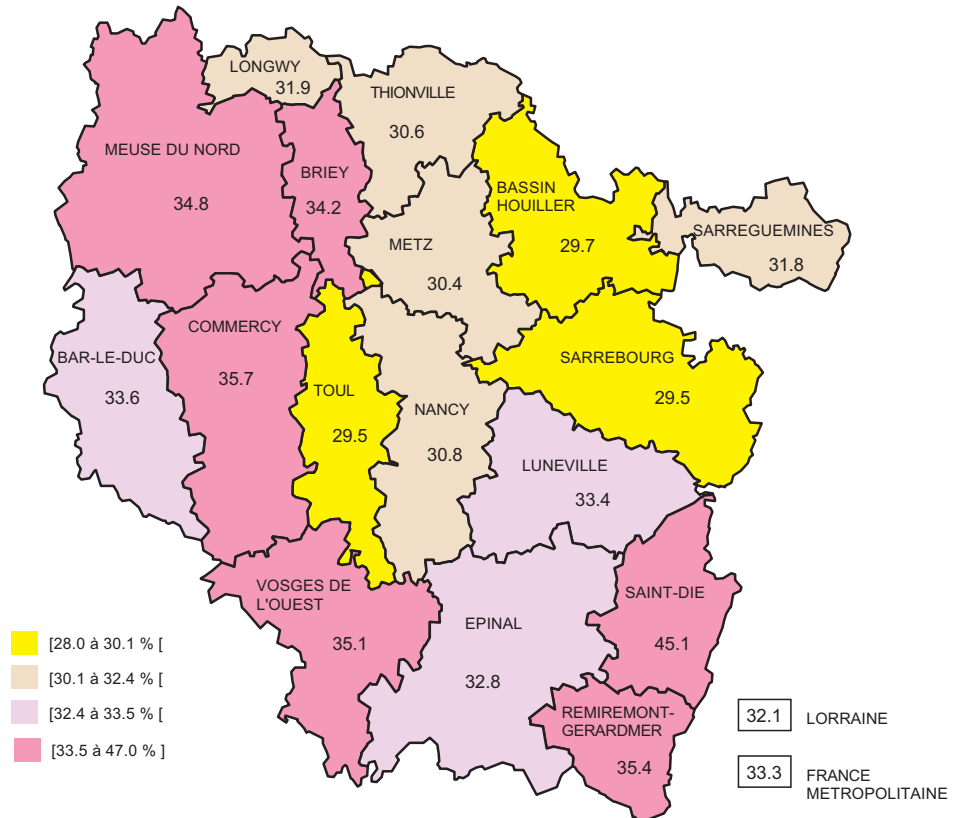 LONGWY
31.9
THIONVILLE
30.6
MEUSE DU NORD
34.8
BRIEY
34.2
BASSIN
HOUILLER
29.7
METZ
30.4
SARREGUEMINES
31.8
BAR-LE-DUC
33.6
COMMERCY
35.7
TOUL
29.5
NANCY
30.8
SARREBOURG
29.5
LUNEVILLE
33.4
VOSGES DE
L'OUEST
35.1
EPINAL
32.8
SAINT-DIE
45.1
REMIREMONT-
GERARDMER
35.4
[28.0 à 30.1 % [
[30.1 à 32.4 % [
[32.4 à 33.5 % [
[33.5 à 47.0 % ]
32.1 LORRAINE
33.3 FRANCE
METROPOLITAINE